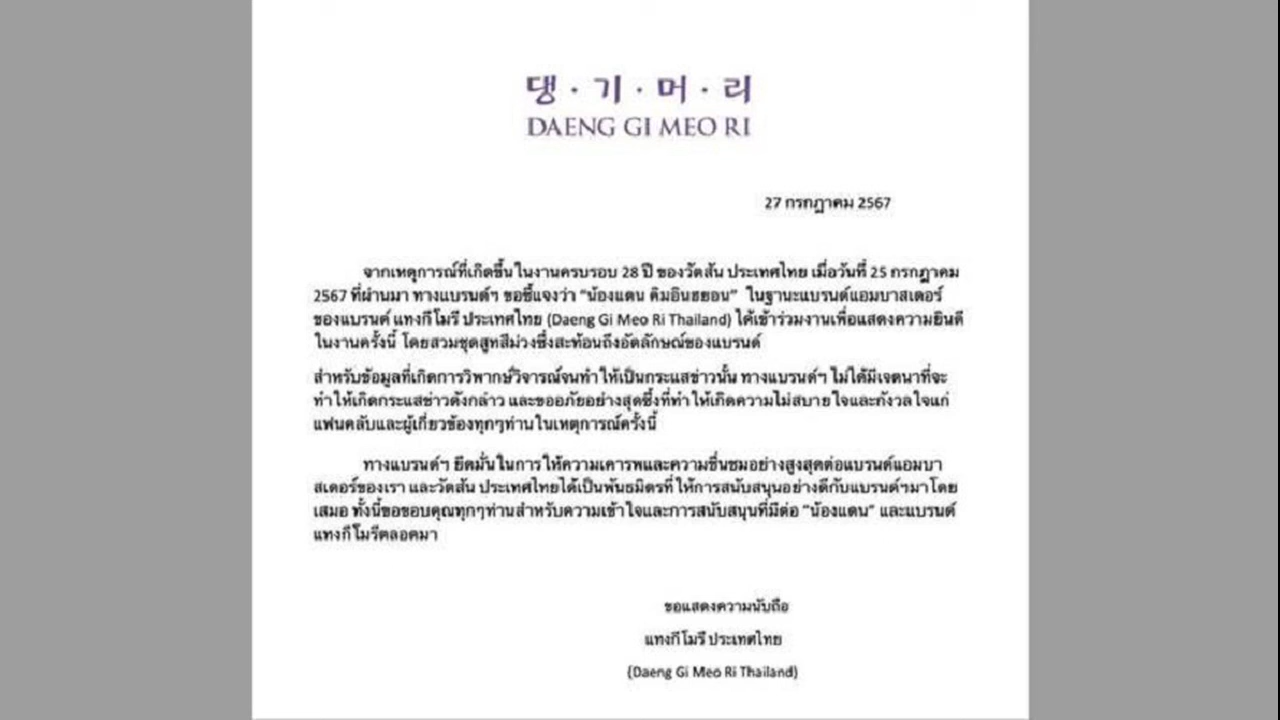 댕·기·머·리
DAENG GI MEO RI
27 กรกฎาคม 2567
จากเหตุการณ์ที่เกิดขึ้นในงานครบรอบ 28 ปี ของวัตสัน ประเทศไทย เมื่อวันที่ 25 กรกฎาคม
2567 ที่ผ่านมา ทางแบรนด์ฯ ขอชี้แจงว่า "น้องแดน คิมอินฮยอน" ในฐานะแบรนด์แอมบาสเดอร์
ของแบรนด์ แทงกีโมรี ประเทศไทย (Daeng Gi Meo Ri Thailand) ได้เข้าร่วมงานเพื่อแสดงความยินดี
ในงานครั้งนี้ โดยสวมชุดสูทสีม่วงซึ่งสะท้อนถึงอัตลักษณ์ของแบรนด์
สำหรับข้อมูลที่เกิดการวิพากษ์วิจารณ์จนทำให้เป็นกระแสข่าวนั้น ทางแบรนด์ฯ ไม่ได้มีเจตนาที่จะ
ทำให้เกิดกระแสข่าวดังกล่าว และขออภัยอย่างสุดซึ้งที่ทำให้เกิดความไม่สบายใจและกังวลใจแก่
แฟนคลับและผู้เกี่ยวข้องทุกๆท่านในเหตุการณ์ครั้งนี้
ทางแบรนด์ฯ ยึดมั่นในการให้ความเคารพและความชื่นชมอย่างสูงสุดต่อแบรนด์แอมบา
สเดอร์ของเรา และวัตสัน ประเทศไทยได้เป็นพันธมิตรที่ให้การสนับสนุนอย่างดีกับแบรนด์ฯมาโดย
เสมอ ทั้งนี้ขอขอบคุณทุกๆท่านสำหรับความเข้าใจและการสนับสนุนที่มีต่อ "น้องแดน" และแบรนด์
แทงกีโมรีตลอดมา
ขอแสดงความนับถือ
แทงกีโมรี ประเทศไทย
(Daeng Gi Meo Ri Thailand)